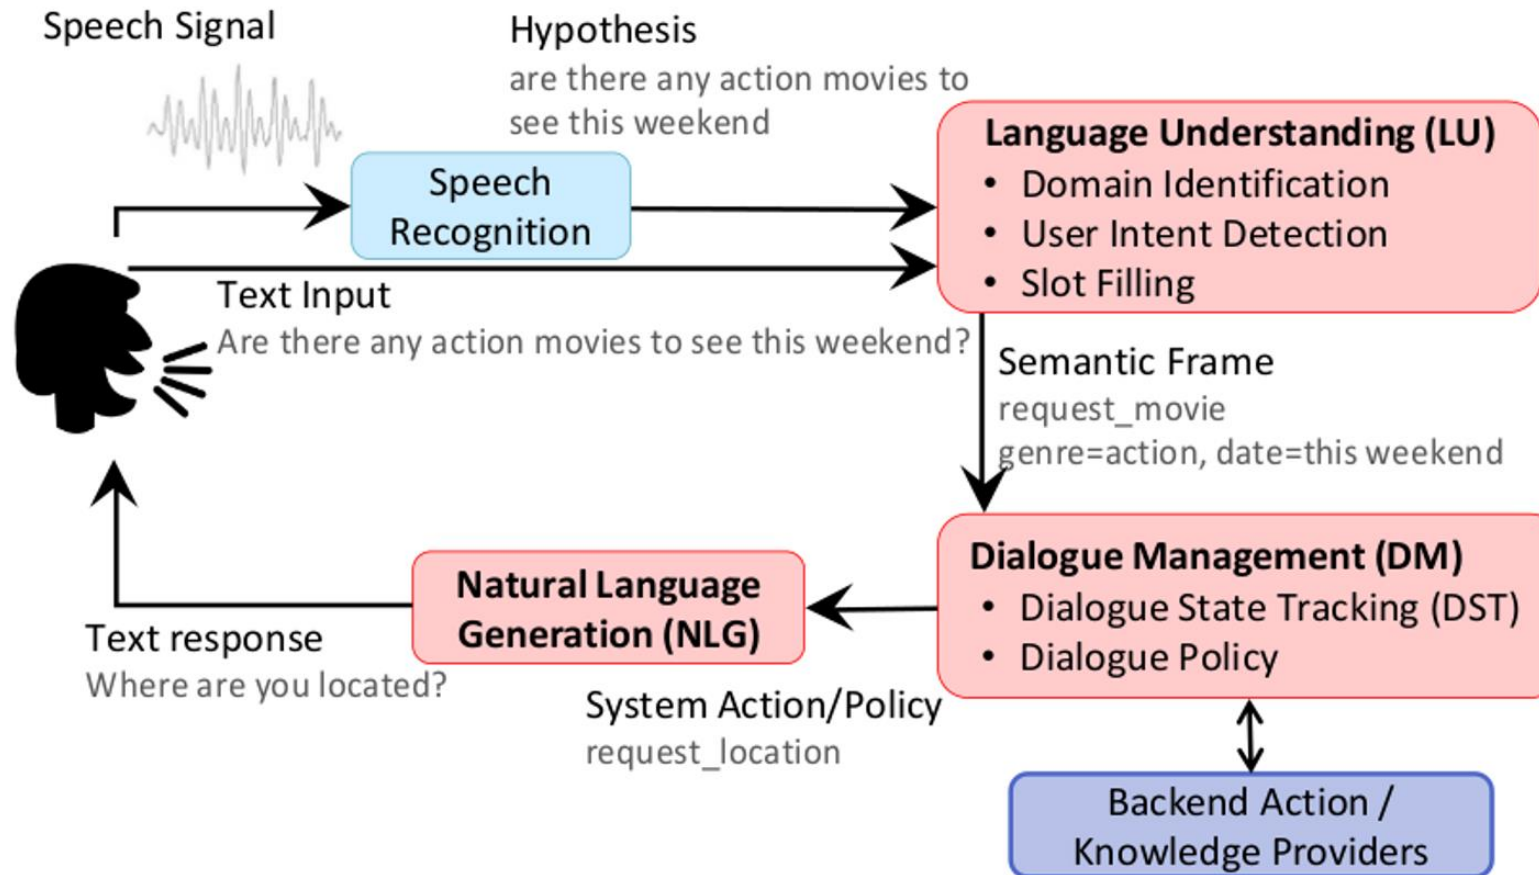 Speech Signal
Hypothesis
are there any action movies to
see this weekend
Speech
Recognition
Language Understanding (LU)
• Domain Identification
• User Intent Detection
• Slot Filling
Text Input
Are there any action movies to see this weekend?
Semantic Frame
request_movie
genre=action, date=this weekend
Dialogue Management (DM)
• Dialogue State Tracking (DST)
• Dialogue Policy
Natural Language
Generation (NLG)
Text response
Where are you located?
System Action/Policy
request_location
Backend Action /
Knowledge Providers